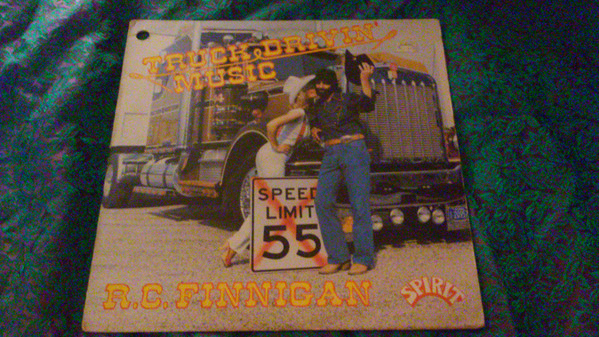 TRUCK DRIVIN'
MUSIC
SPEED
LIMIT
55
R.C. FINNIGAN
SPIRIT